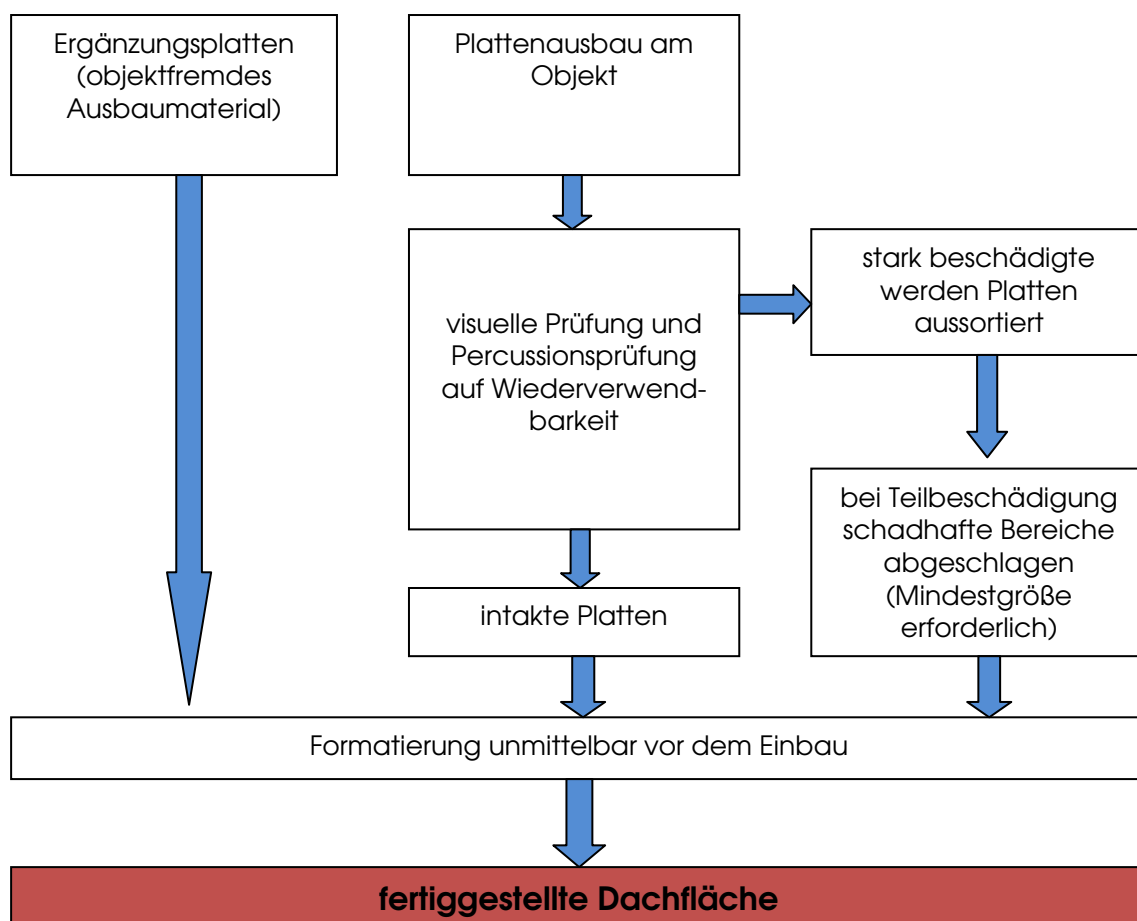 Ergänzungsplatten
(objektfremdes
Ausbaumaterial)
Plattenausbau am
Objekt
visuelle Prüfung und
Percussionsprüfung
auf Wiederverwend-
barkeit
stark beschädigte
werden Platten
aussortiert
bei Teilbeschädigung
schadhafte Bereiche
abgeschlagen
(Mindestgröße
erforderlich)
intakte Platten
Formatierung unmittelbar vor dem Einbau
fertiggestellte Dachfläche